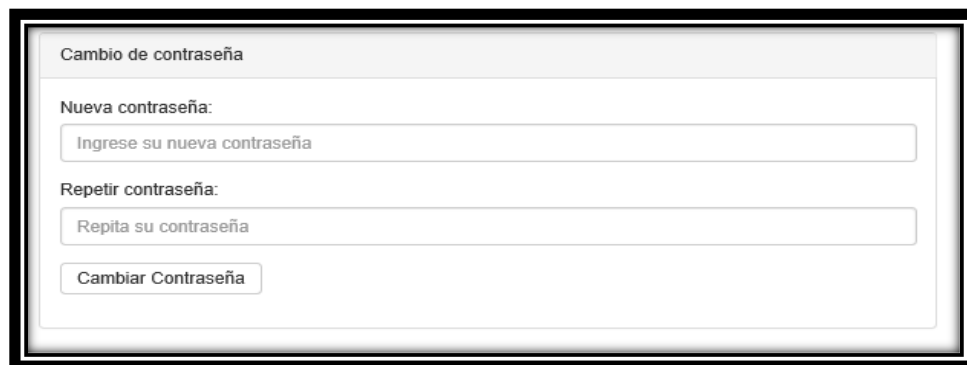 Cambio de contraseña
Nueva contraseña:
Ingrese su nueva contraseña
Repetir contraseña:
Repita su contraseña
Cambiar Contraseña